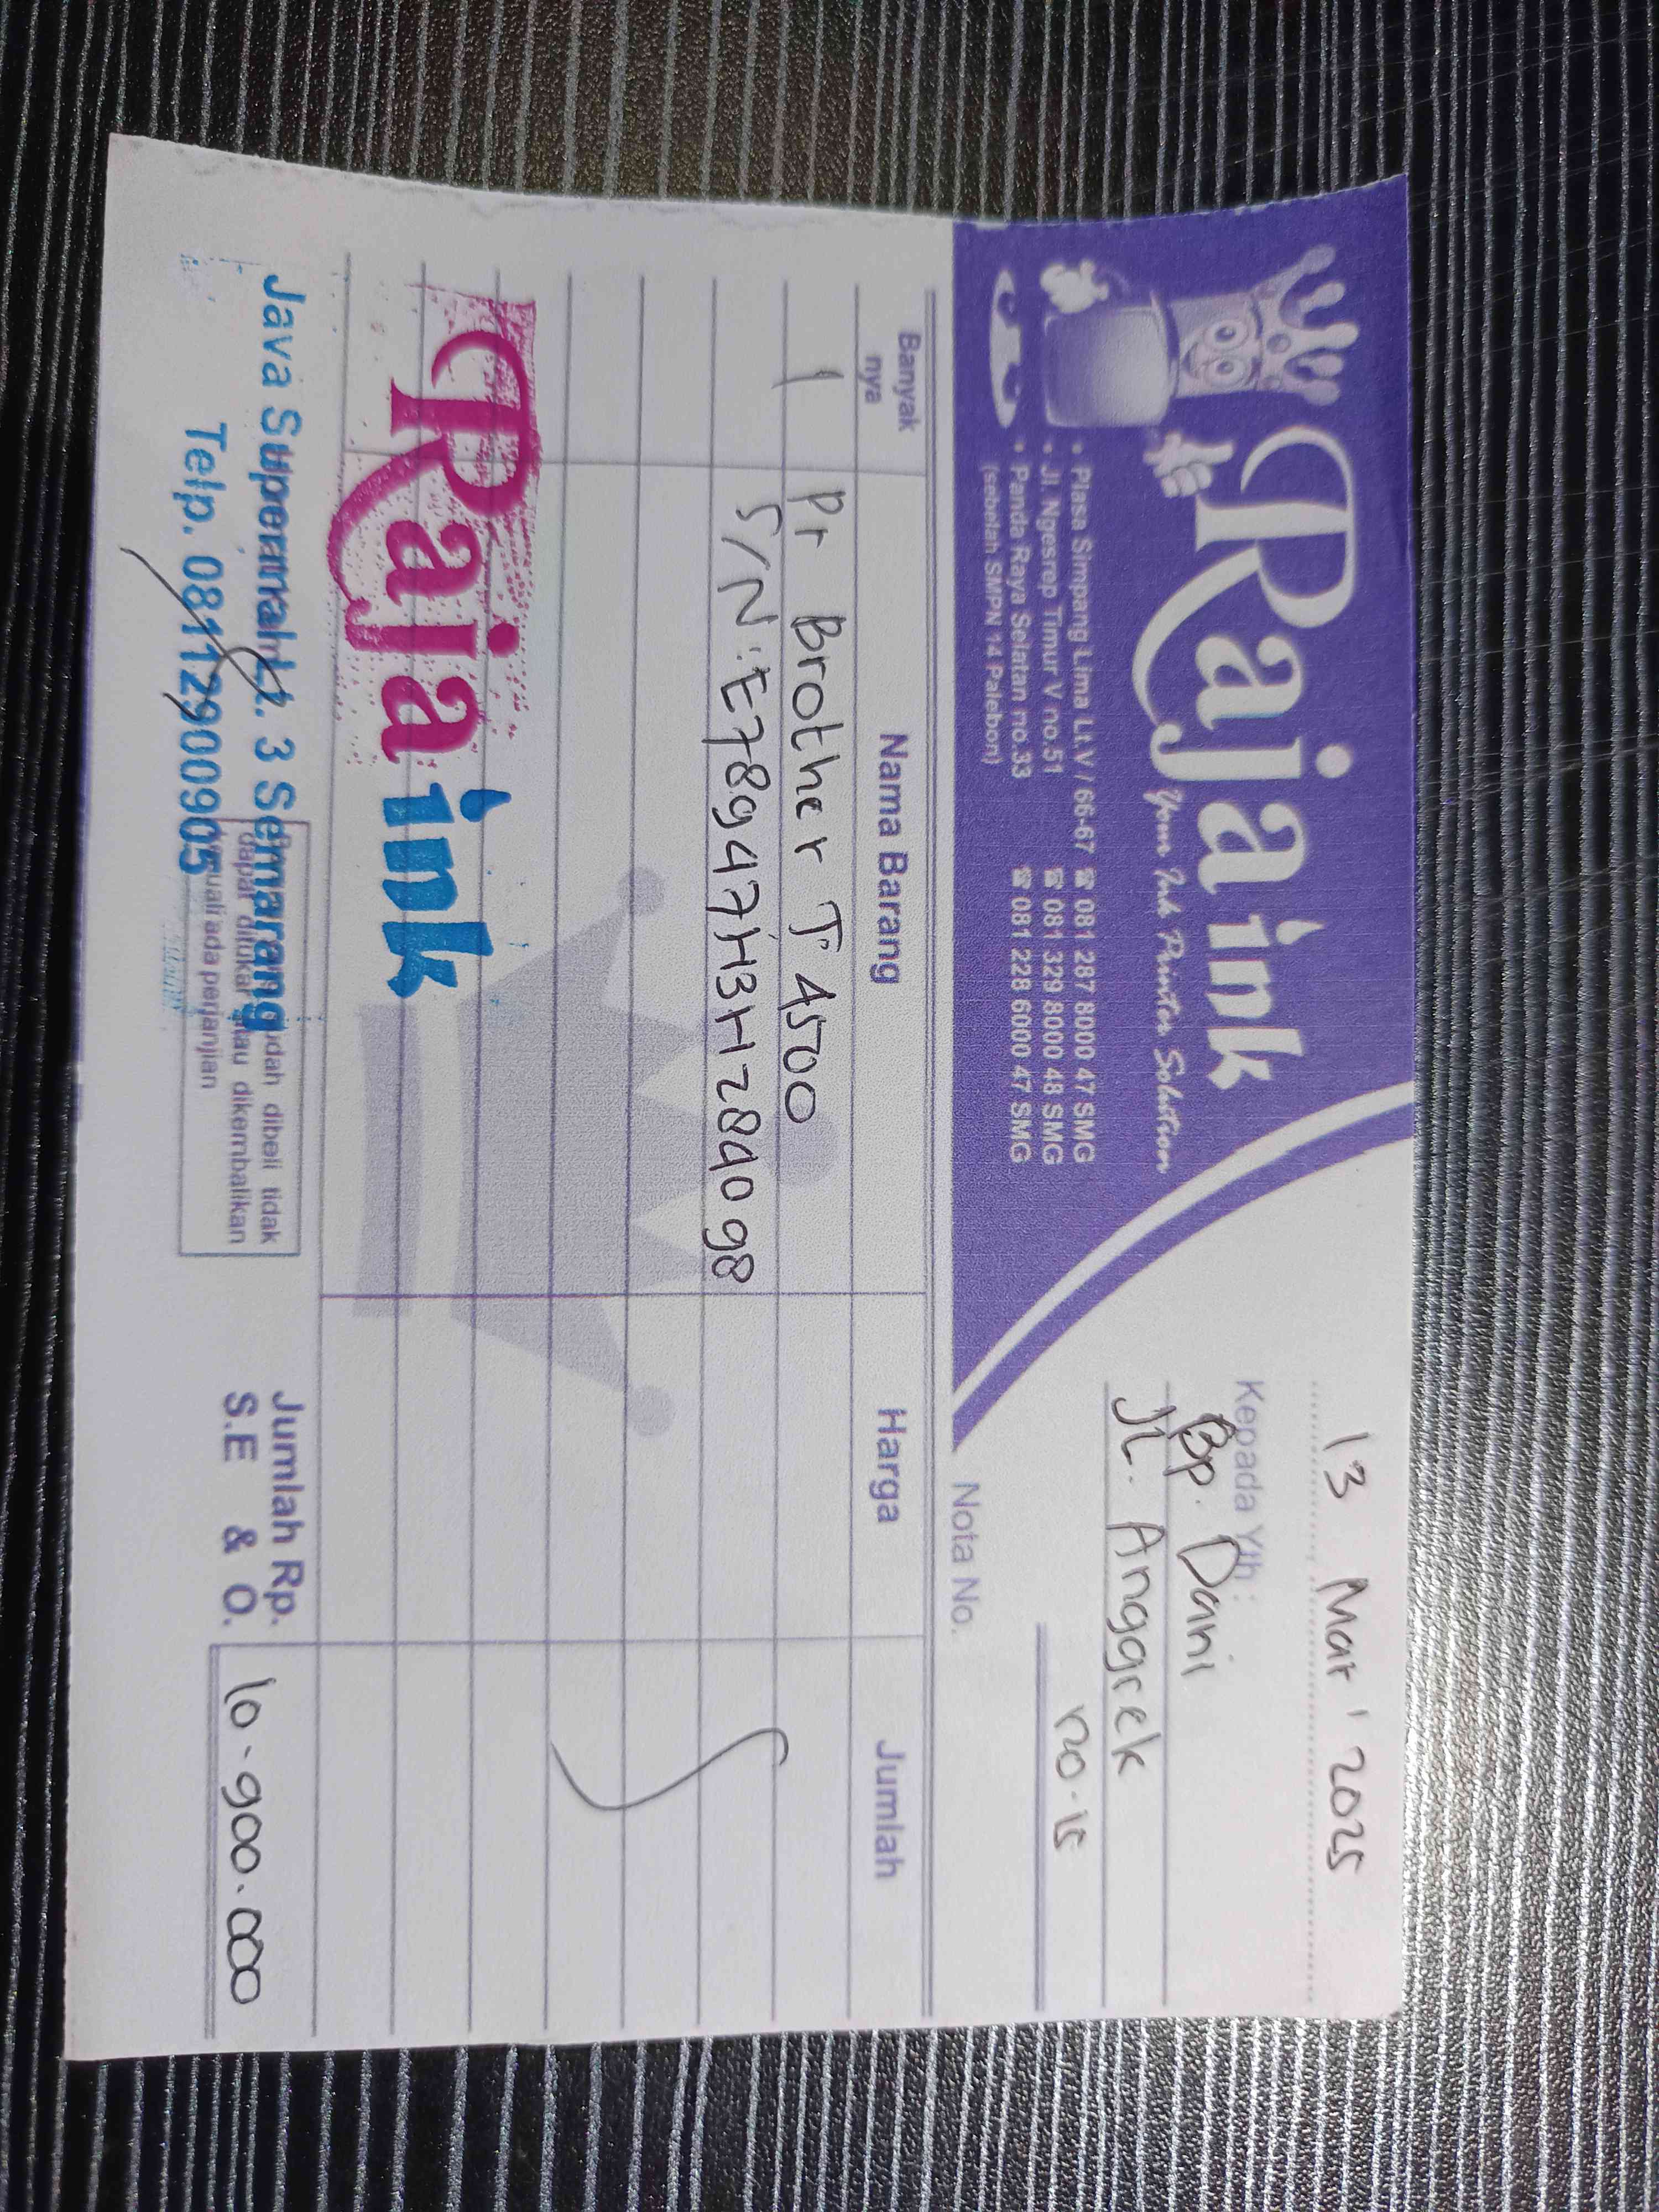 Raja ink
Your Ink Printer Solution
• Plasa Simpang Lima Lt.V / 66-67 ☎ 081 287 8000 47 SMG
• Jl. Ngesrep Timur V no.51 ☎ 081 329 8000 48 SMG
• Panda Raya Selatan no.33 ☎ 081 228 6000 47 SMG
(sebelah SMPN 14 Palebon)
13 Mar ' 2025
Kepada Yth :
Bp. Dani
JL. Anggrek
no. 15
Nota No.
Banyak nya Nama Barang Harga Jumlah
1 Pr Brother T 4500
S/N : E78947H3H284098
Raja ink
Java Supermall Lt. 3 Semarang
Telp. 08112900905
udah dibeli tidak
dapat ditukar atau dikembalikan
kecuali ada perjanjian
Jumlah Rp. 10.900.000
S.E & O.